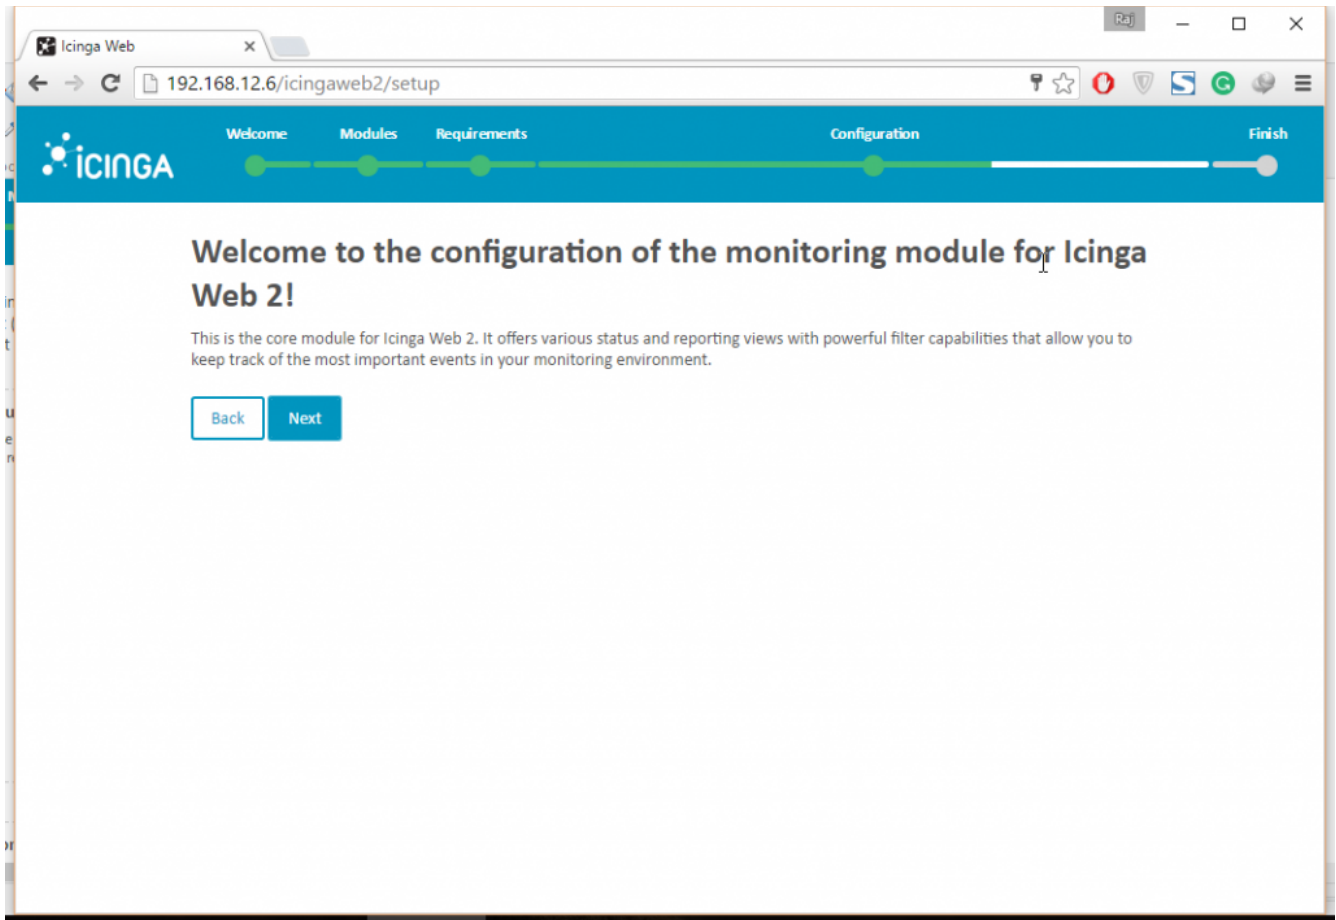 Raj
Icinga Web
192.168.12.6/icingaweb2/setup
ICINGA
Welcome Modules Requirements Configuration Finish
Welcome to the configuration of the monitoring module for Icinga
Web 2!
This is the core module for Icinga Web 2. It offers various status and reporting views with powerful filter capabilities that allow you to
keep track of the most important events in your monitoring environment.
Back Next